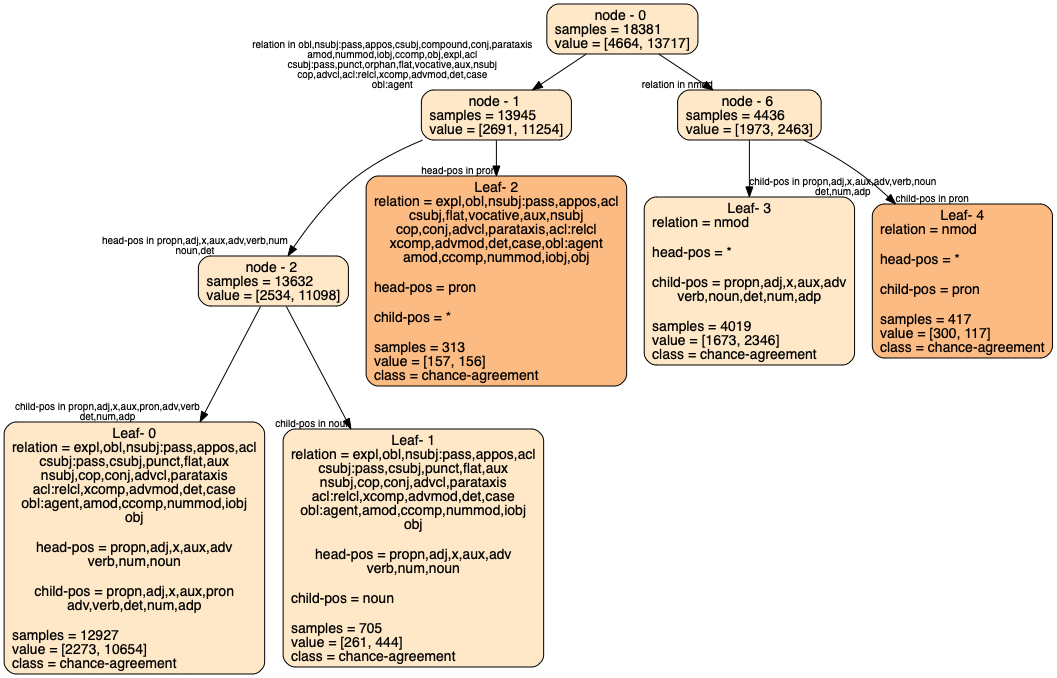 node - 0
samples = 18381
value = [4664, 13717]
relation in obl,nsubj:pass,appos,csubj,compound,conj,parataxis
amod,nummod,iobj,ccomp,obj,expl,acl
csubj:pass,punct,orphan,flat,vocative,aux,nsubj
cop,advcl,acl:relcl,xcomp,advmod,det,case
obl:agent
relation in nmod
node - 1
samples = 13945
value = [2691, 11254]
node - 6
samples = 4436
value = [1973, 2463]
head-pos in propn,adj,x,aux,adv,verb,num
noun,det
head-pos in pron
child-pos in propn,adj,x,aux,adv,verb,noun
det,num,adp
child-pos in pron
node - 2
samples = 13632
value = [2534, 11098]
Leaf- 2
relation = expl,obl,nsubj:pass,appos,acl
csubj,flat,vocative,aux,nsubj
cop,conj,advcl,parataxis,acl:relcl
xcomp,advmod,det,case,obl:agent
amod,ccomp,nummod,iobj,obj
head-pos = pron
child-pos = *
samples = 313
value = [157, 156]
class = chance-agreement
Leaf- 3
relation = nmod
head-pos = *
child-pos = propn,adj,x,aux,adv
verb,noun,det,num,adp
samples = 4019
value = [1673, 2346]
class = chance-agreement
Leaf- 4
relation = nmod
head-pos = *
child-pos = pron
samples = 417
value = [300, 117]
class = chance-agreement
child-pos in propn,adj,x,aux,pron,adv,verb
det,num,adp
child-pos in noun
Leaf- 0
relation = expl,obl,nsubj:pass,appos,acl
csubj:pass,csubj,punct,flat,aux
nsubj,cop,conj,advcl,parataxis
acl:relcl,xcomp,advmod,det,case
obl:agent,amod,ccomp,nummod,iobj
obj
head-pos = propn,adj,x,aux,adv
verb,num,noun
child-pos = propn,adj,x,aux,pron
adv,verb,det,num,adp
samples = 12927
value = [2273, 10654]
class = chance-agreement
Leaf- 1
relation = expl,obl,nsubj:pass,appos,acl
csubj:pass,csubj,punct,flat,aux
nsubj,cop,conj,advcl,parataxis
acl:relcl,xcomp,advmod,det,case
obl:agent,amod,ccomp,nummod,iobj
obj
head-pos = propn,adj,x,aux,adv
verb,num,noun
child-pos = noun
samples = 705
value = [261, 444]
class = chance-agreement